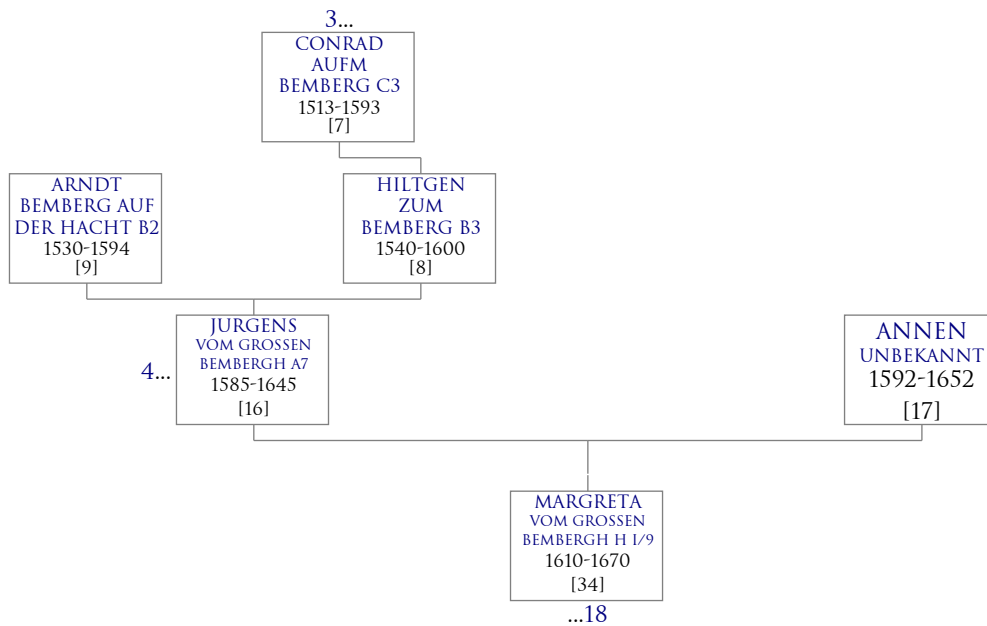 3...
CONRAD
AUFM
BEMBERG C3
1513-1593
[7]
ARNDT
BEMBERG AUF
DER HACHT B2
1530-1594
[9]
HILTGEN
ZUM
BEMBERG B3
1540-1600
[8]
4...
JURGENS
VOM GROSSEN
BEMBERGH A7
1585-1645
[16]
ANNEN
UNBEKANNT
1592-1652
[17]
MARGRETA
VOM GROSSEN
BEMBERGH H I/9
1610-1670
[34]
...18